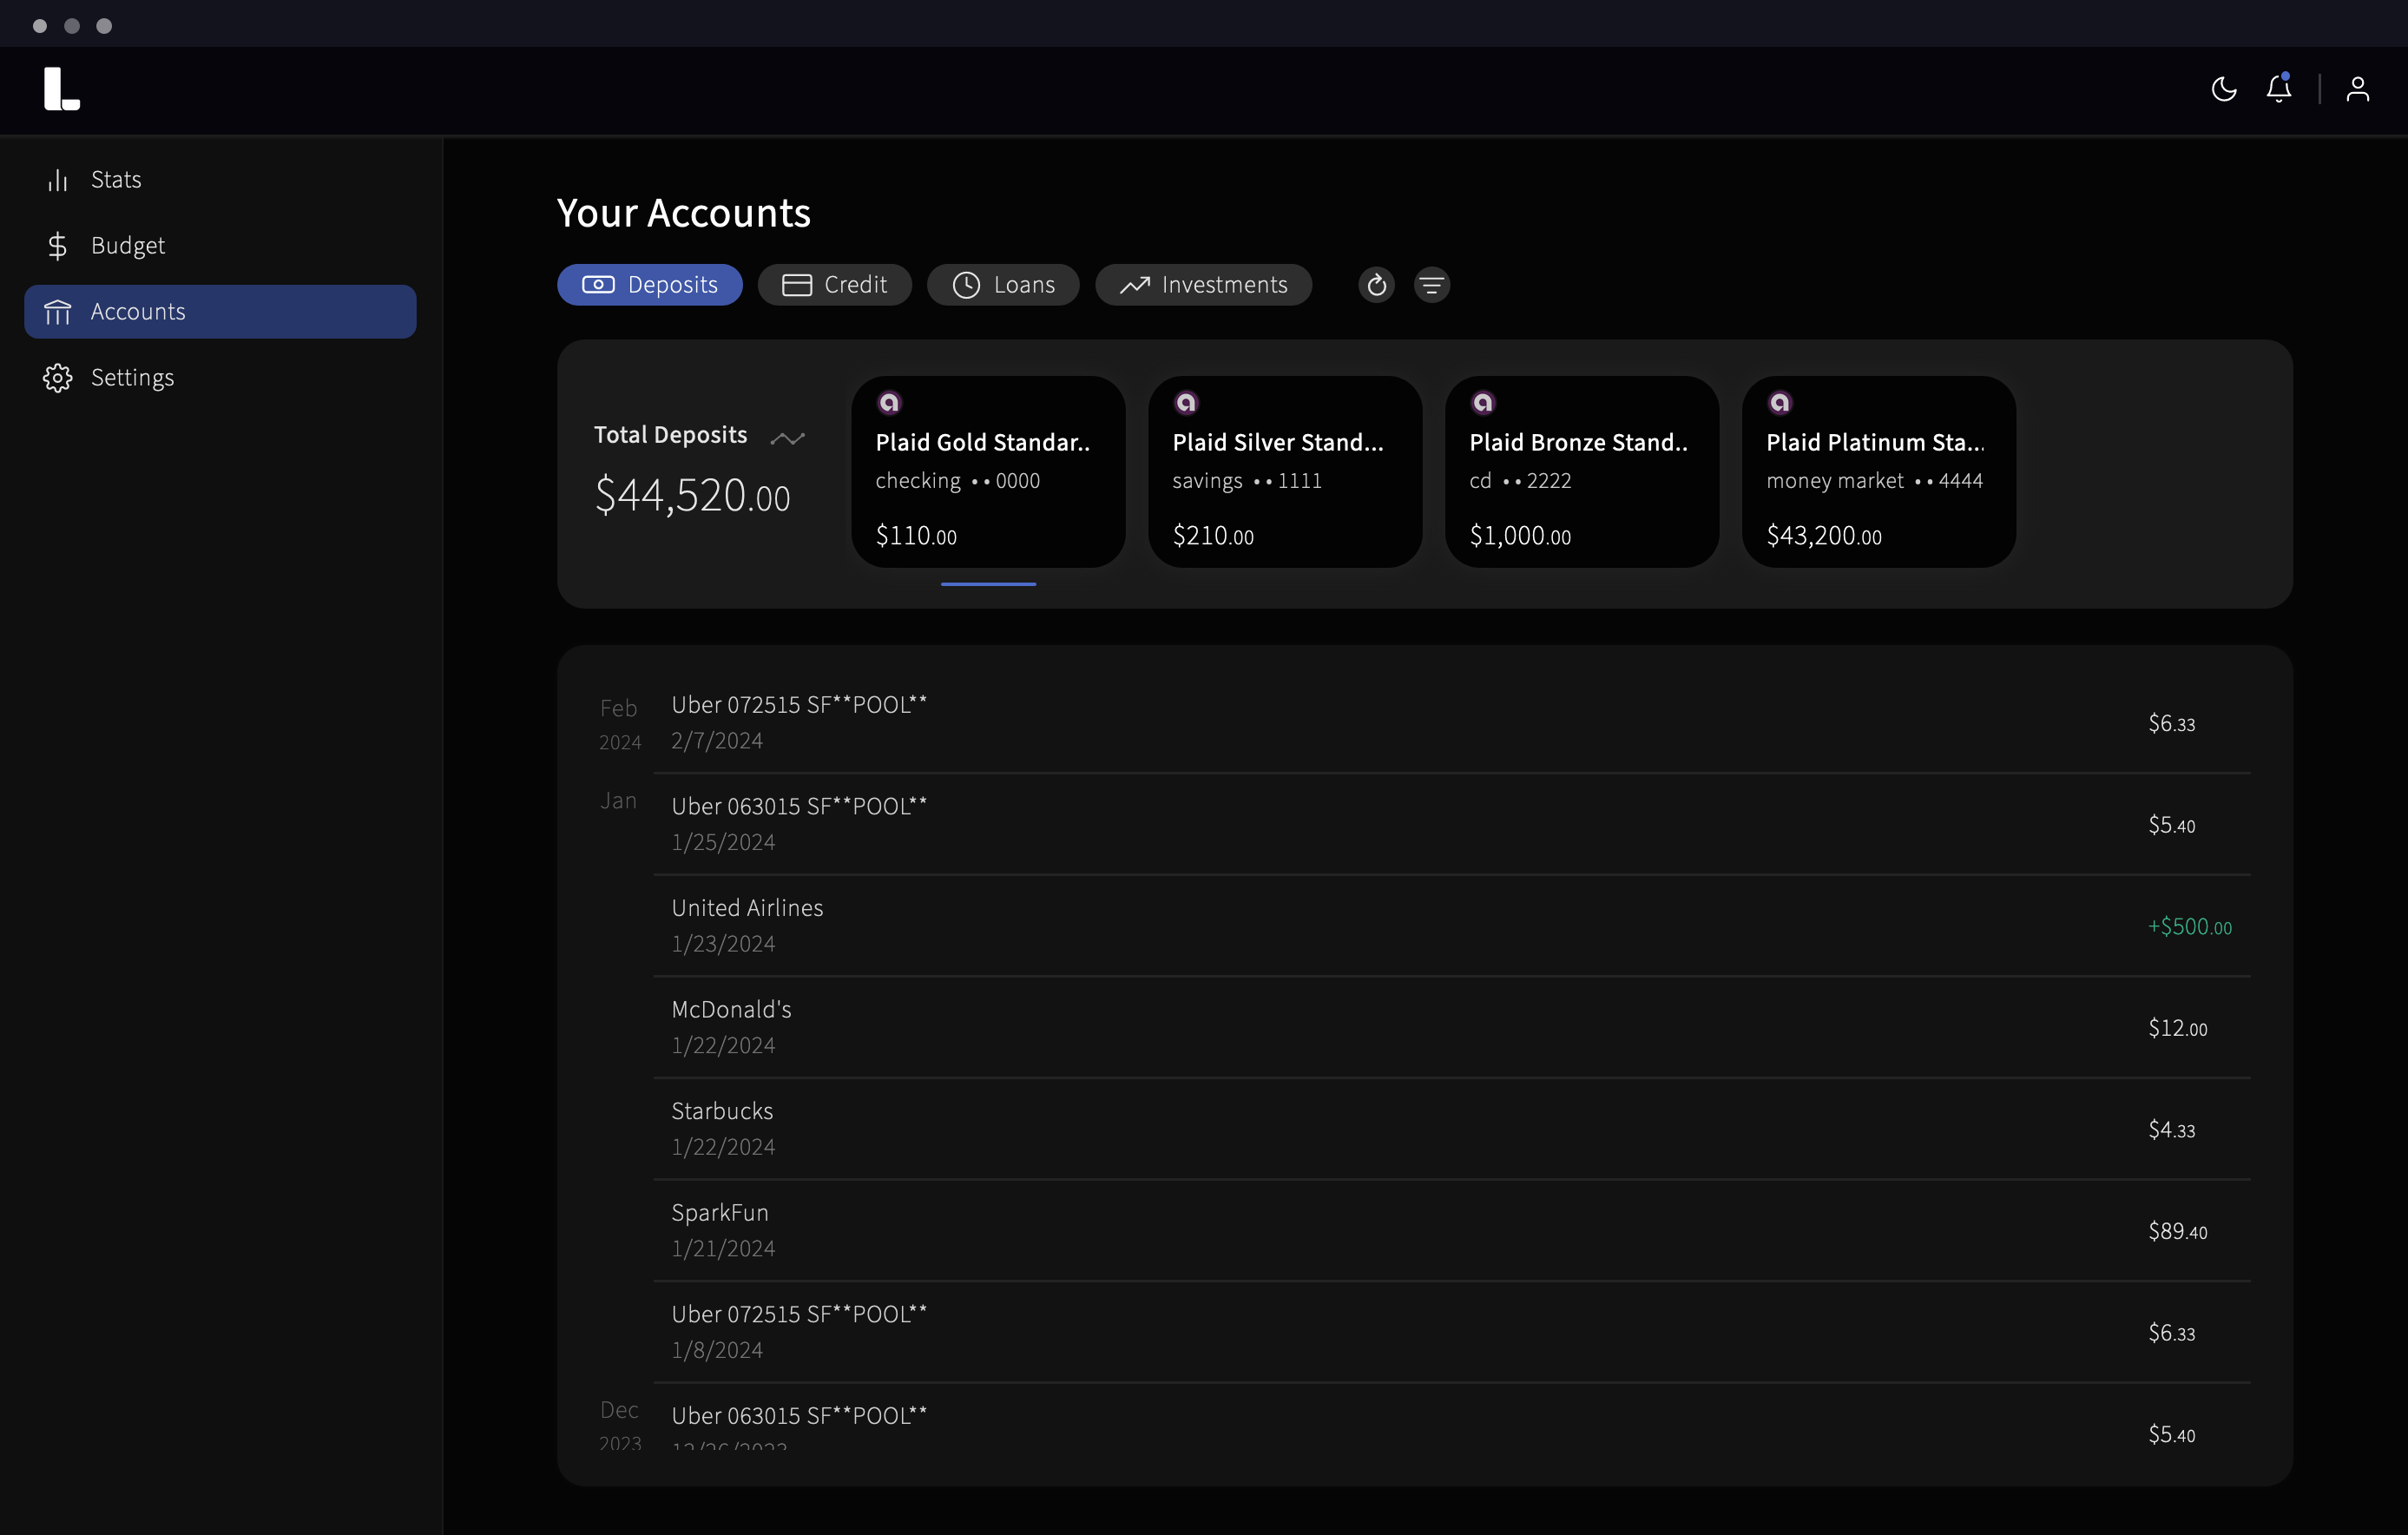 L
Stats
Budget
Accounts
Settings
Your Accounts
Deposits
Credit
Loans
Investments
Total Deposits
$44,520.00
a
Plaid Gold Standar..
checking ••0000
$110.00
a
Plaid Silver Stand...
savings ••1111
$210.00
a
Plaid Bronze Stand..
cd ••2222
$1,000.00
a
Plaid Platinum Sta...
money market ••4444
$43,200.00
Feb
2024
Uber 072515 SF**POOL**
2/7/2024
$6.33
Jan
Uber 063015 SF**POOL**
1/25/2024
$5.40
United Airlines
1/23/2024
+$500.00
McDonald's
1/22/2024
$12.00
Starbucks
1/22/2024
$4.33
SparkFun
1/21/2024
$89.40
Uber 072515 SF**POOL**
1/8/2024
$6.33
Dec
2023
Uber 063015 SF**POOL**
$5.40